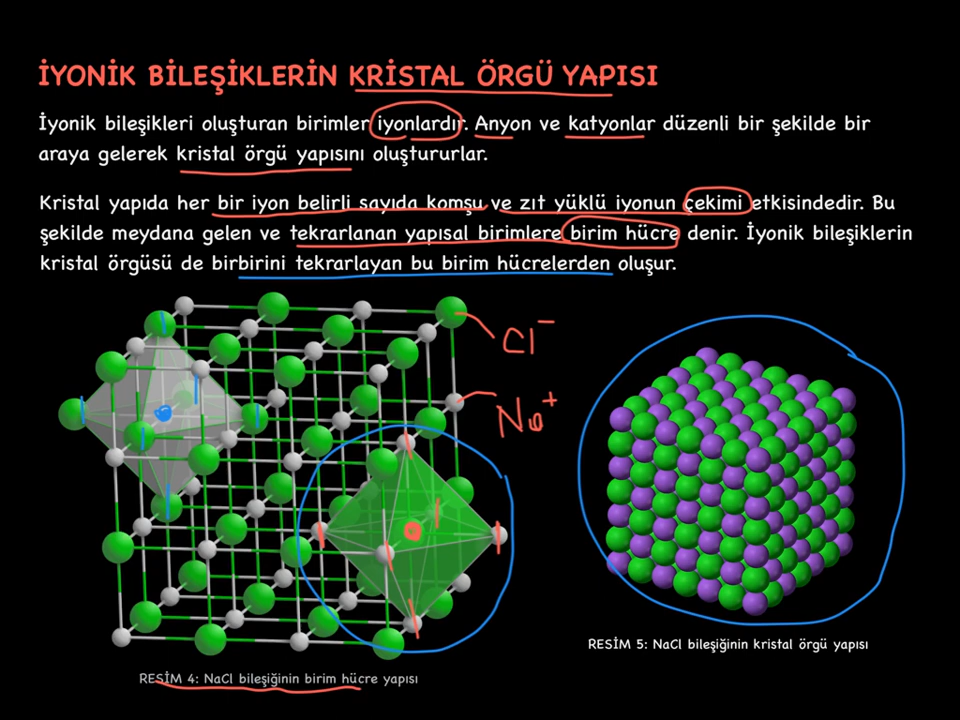 İYONİK BİLEŞİKLERİN KRİSTAL ÖRGÜ YAPISI
İyonik bileşikleri oluşturan birimler iyonlardır. Anyon ve katyonlar düzenli bir şekilde bir
araya gelerek kristal örgü yapısını oluştururlar.
Kristal yapıda her bir iyon belirli sayıda komşu ve zıt yüklü iyonun çekimi etkisindedir. Bu
şekilde meydana gelen ve tekrarlanan yapısal birimlere birim hücre denir. İyonik bileşiklerin
kristal örgüsü de birbirini tekrarlayan bu birim hücrelerden oluşur.
Cl⁻
Na⁺
RESİM 5: NaCl bileşiğinin kristal örgü yapısı
RESİM 4: NaCl bileşiğinin birim hücre yapısı